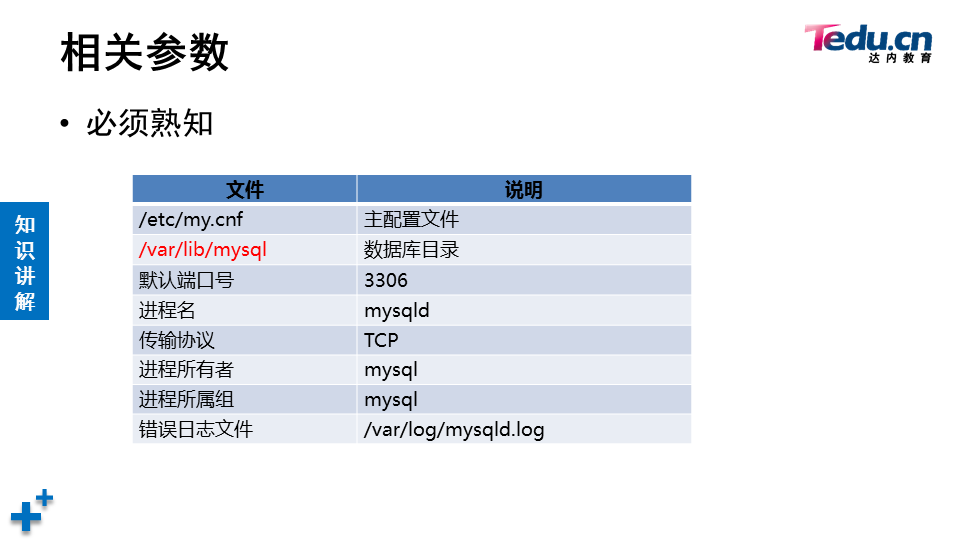 相关参数
Tedu.cn
达内教育
• 必须熟知
知识讲解
文件 说明
/etc/my.cnf 主配置文件
/var/lib/mysql 数据库目录
默认端口号 3306
进程名 mysqld
传输协议 TCP
进程所有者 mysql
进程所属组 mysql
错误日志文件 /var/log/mysqld.log